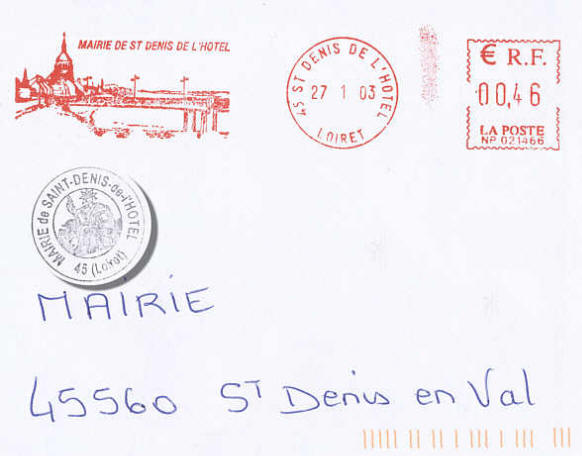 MAIRIE DE ST DENIS DE L'HOTEL
45 ST DENIS DE L'HOTEL
27 1 03
LOIRET
€ R.F.
00,46
LA POSTE
NP 021466
MAIRIE de SAINT-DENIS-de-l'HOTEL
45 (Loiret)
MAIRIE
45560 ST Denis en Val